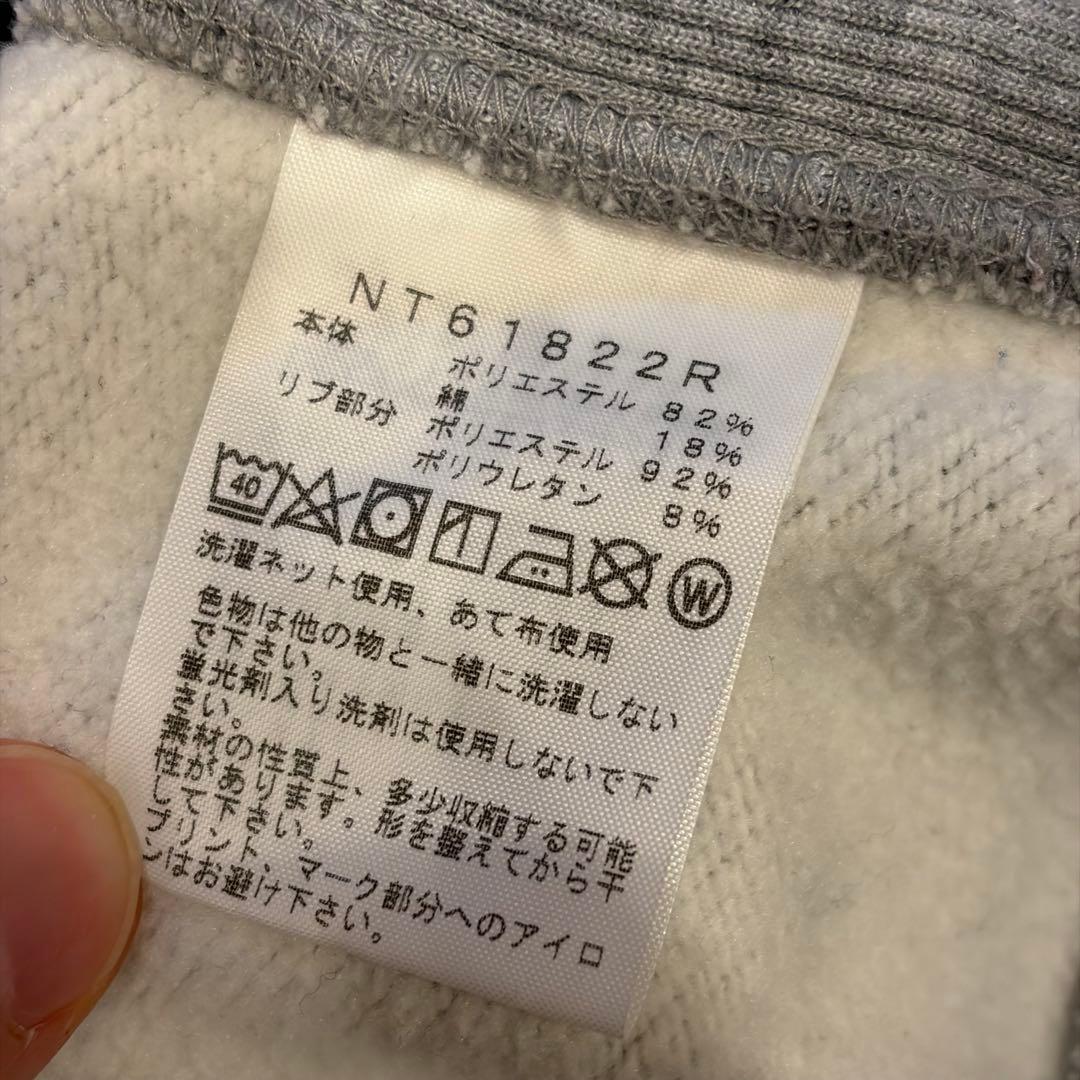 NT61822R
本体 ポリエステル 82%
綿 18%
リブ部分 ポリエステル 92%
ポリウレタン 8%
40 W
洗濯ネット使用、あて布使用
色物は他の物と一緒に洗濯しない
で下さい。
蛍光剤入り洗剤は使用しないで下
さい。
素材の性質上、多少収縮する可能
性があります。形を整えてから干
して下さい。
プリント、マーク部分へのアイロ
ンはお避け下さい。